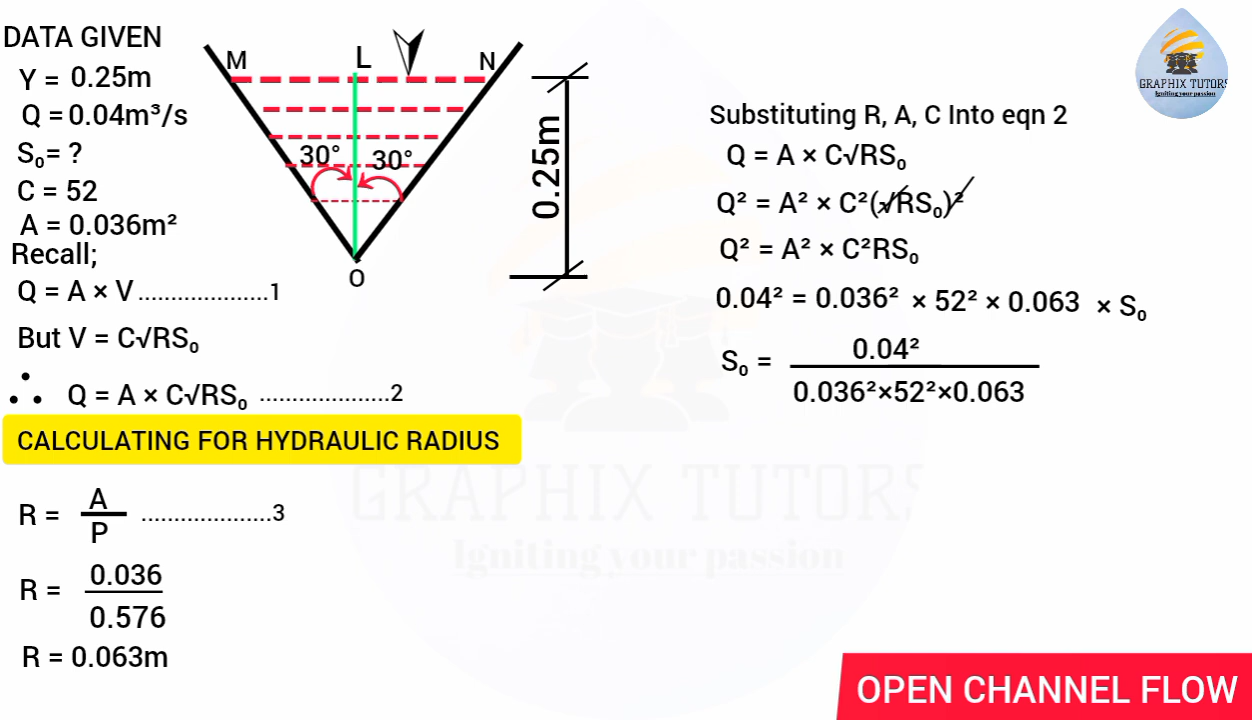 DATA GIVEN
Y = 0.25m
Q = 0.04m³/s
S₀= ?
C = 52
A = 0.036m²
Recall;
Q = A × V....................1
But V = C√RS₀
∴ Q = A × C√RS₀ ....................2
CALCULATING FOR HYDRAULIC RADIUS
R = A/P ....................3
R = 0.036/0.576
R = 0.063m
M L N
30° 30°
O
0.25m
Substituting R, A, C Into eqn 2
Q = A × C√RS₀
Q² = A² × C²(√RS₀)²
Q² = A² × C²RS₀
0.04² = 0.036² × 52² × 0.063 × S₀
S₀ = 0.04²
0.036²×52²×0.063
GRAPHIX TUTORS
Igniting your passion
GRAPHIX TUTORS
Igniting your passion
OPEN CHANNEL FLOW